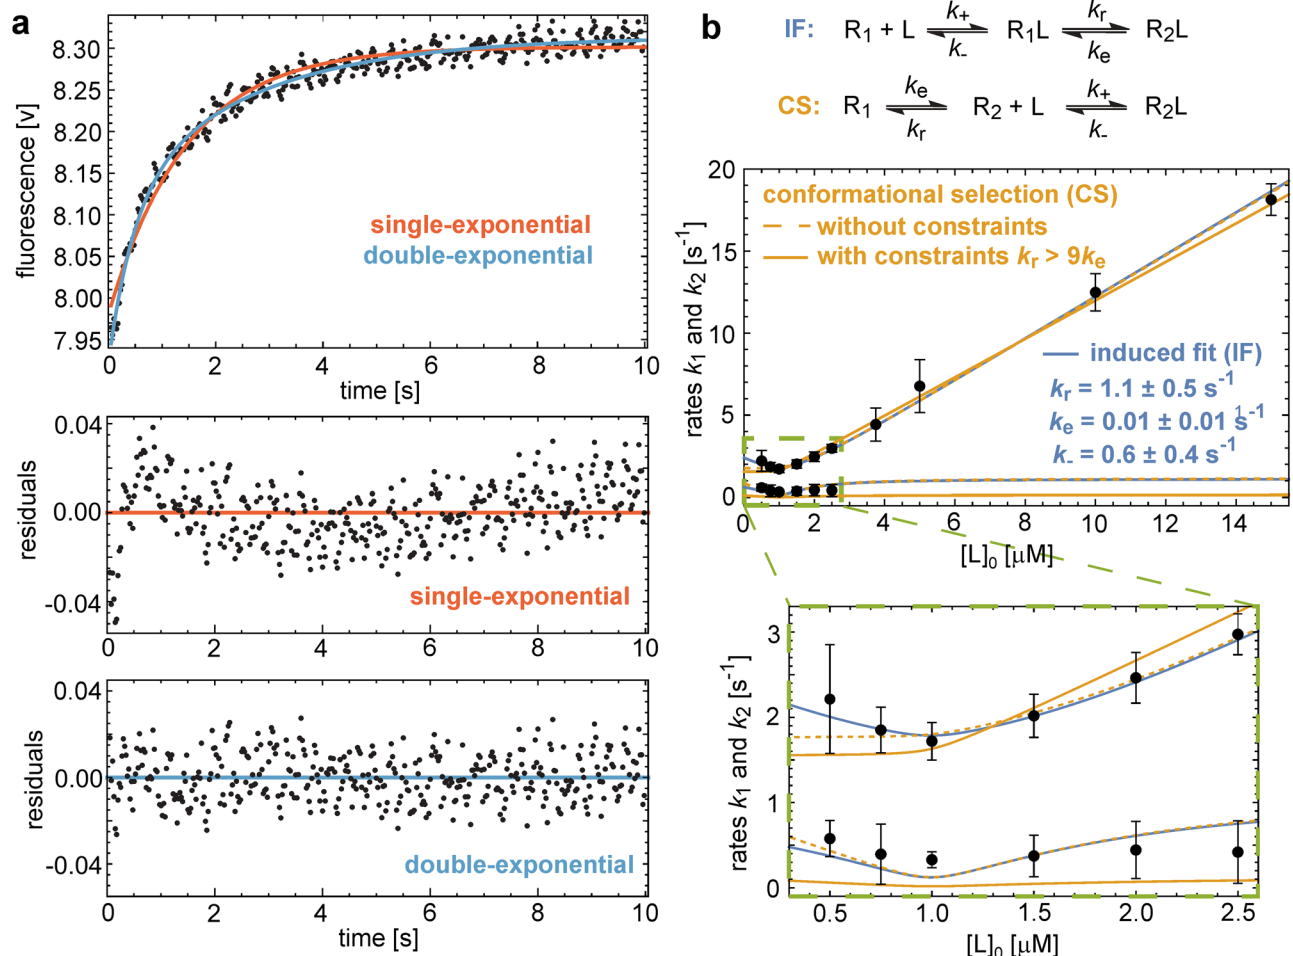 a
8.30
8.25
8.20
8.15
8.10
8.05
8.00
7.95
fluorescence [v]
single-exponential
double-exponential
0 2 4 6 8 10
time [s]
0.04
0.00
-0.04
residuals
single-exponential
0 2 4 6 8 10
0.04
0.00
-0.04
residuals
double-exponential
0 2 4 6 8 10
time [s]
b
IF: R1 + L k+ k- R1L kr ke R2L
CS: R1 ke kr R2 + L k+ k- R2L
20
15
10
5
0
rates k1 and k2 [s-1]
conformational selection (CS)
without constraints
with constraints kr > 9ke
induced fit (IF)
kr = 1.1 ± 0.5 s-1
ke = 0.01 ± 0.01 s1-1
k- = 0.6 ± 0.4 s-1
0 2 4 6 8 10 12 14
[L]0 [µM]
3
2
1
0
rates k1 and k2 [s-1]
0.5 1.0 1.5 2.0 2.5
[L]0 [µM]